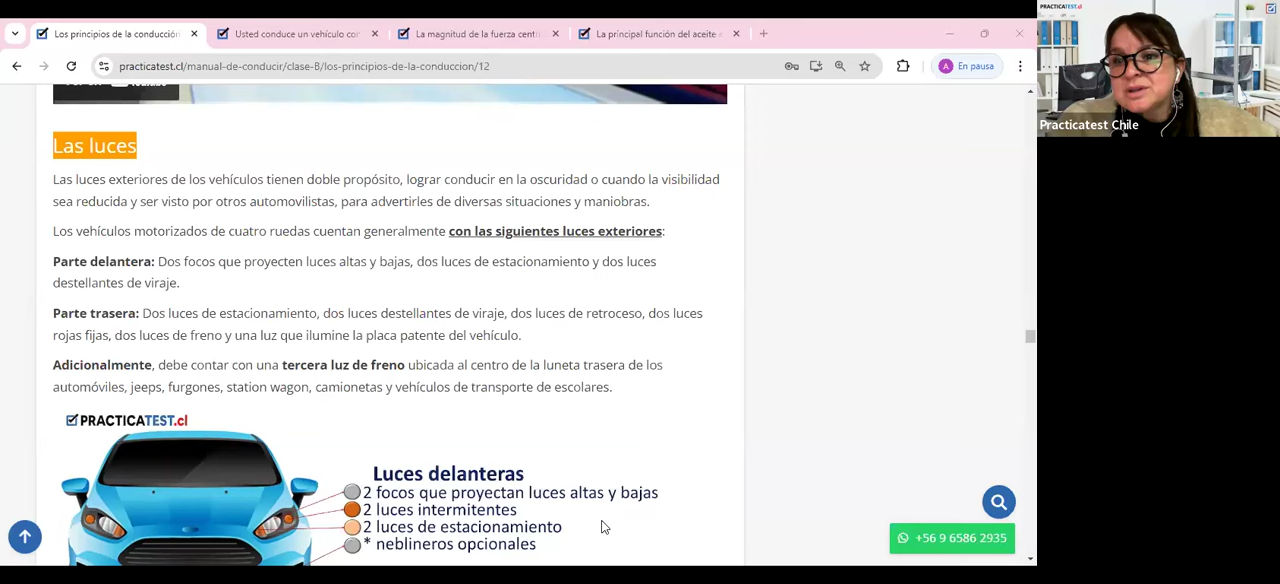 Los principios de la conducción
Usted conduce un vehículo con
La magnitud de la fuerza centr
La principal función del aceite
practicatest.cl/manual-de-conducir/clase-B/los-principios-de-la-conduccion/12
A En pausa
PRACTICATEST.cl
Practicatest Chile
Las luces
Las luces exteriores de los vehículos tienen doble propósito, lograr conducir en la oscuridad o cuando la visibilidad
sea reducida y ser visto por otros automovilistas, para advertirles de diversas situaciones y maniobras.
Los vehículos motorizados de cuatro ruedas cuentan generalmente con las siguientes luces exteriores:
Parte delantera: Dos focos que proyecten luces altas y bajas, dos luces de estacionamiento y dos luces
destellantes de viraje.
Parte trasera: Dos luces de estacionamiento, dos luces destellantes de viraje, dos luces de retroceso, dos luces
rojas fijas, dos luces de freno y una luz que ilumine la placa patente del vehículo.
Adicionalmente, debe contar con una tercera luz de freno ubicada al centro de la luneta trasera de los
automóviles, jeeps, furgones, station wagon, camionetas y vehículos de transporte de escolares.
PRACTICATEST.cl
Luces delanteras
2 focos que proyectan luces altas y bajas
2 luces intermitentes
2 luces de estacionamiento
* neblineros opcionales
+56 9 6586 2935